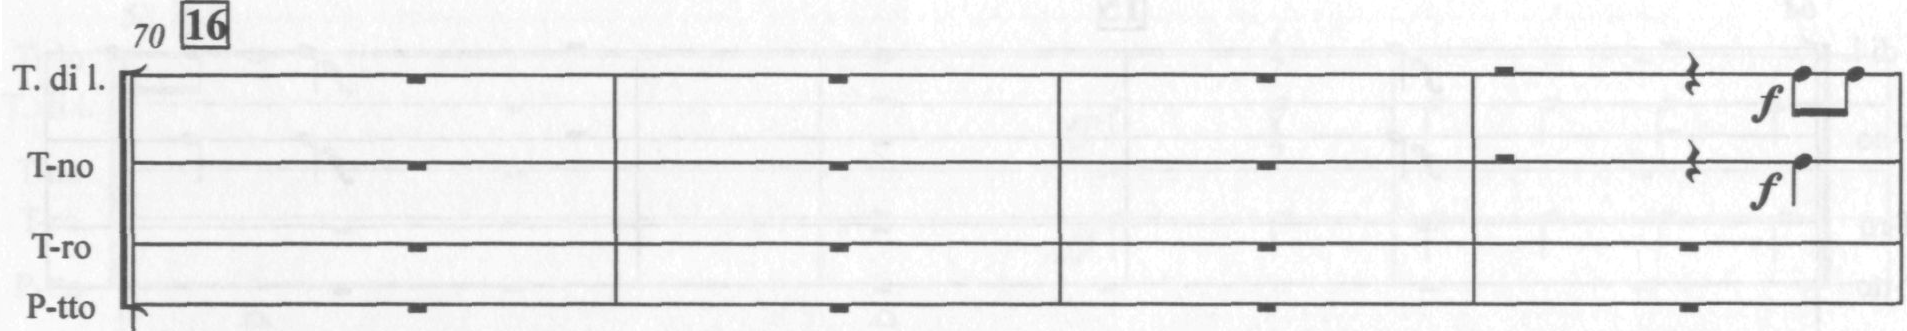 70 16
T. di l.
f
T-no
f
T-ro
P-tto